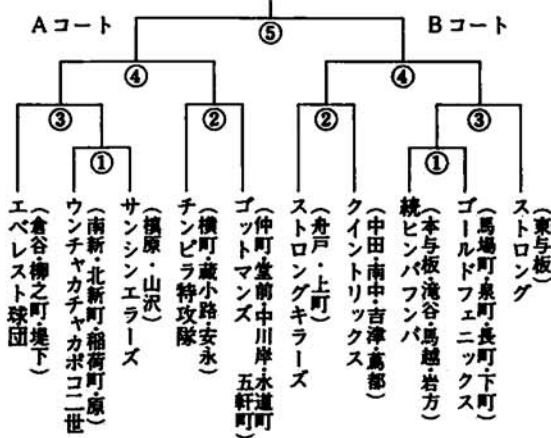 Aコート
Bコート
⑤
④
④
③
②
②
③
①
①
エベレスト球団
(倉谷・柳之町・堤下)
ウンチャカチャカポコ二世
(南新・北新町・稲荷町・原)
サンシンエラーズ
(槙原・山沢)
チンピラ特攻隊
(横町・蔵小路・安永)
ゴットマンズ
(仲町・堂前・中川岸・水道町
五軒町)
ストロングキラーズ
(舟戸・上町)
クイントリックス
(中田・南中・吉津・蔦都)
続ヒンバフンバ
(本与板・滝谷・馬越・岩方)
ゴールドフェニックス
(馬場町・泉町・長町・下町)
ストロング
(東与板)